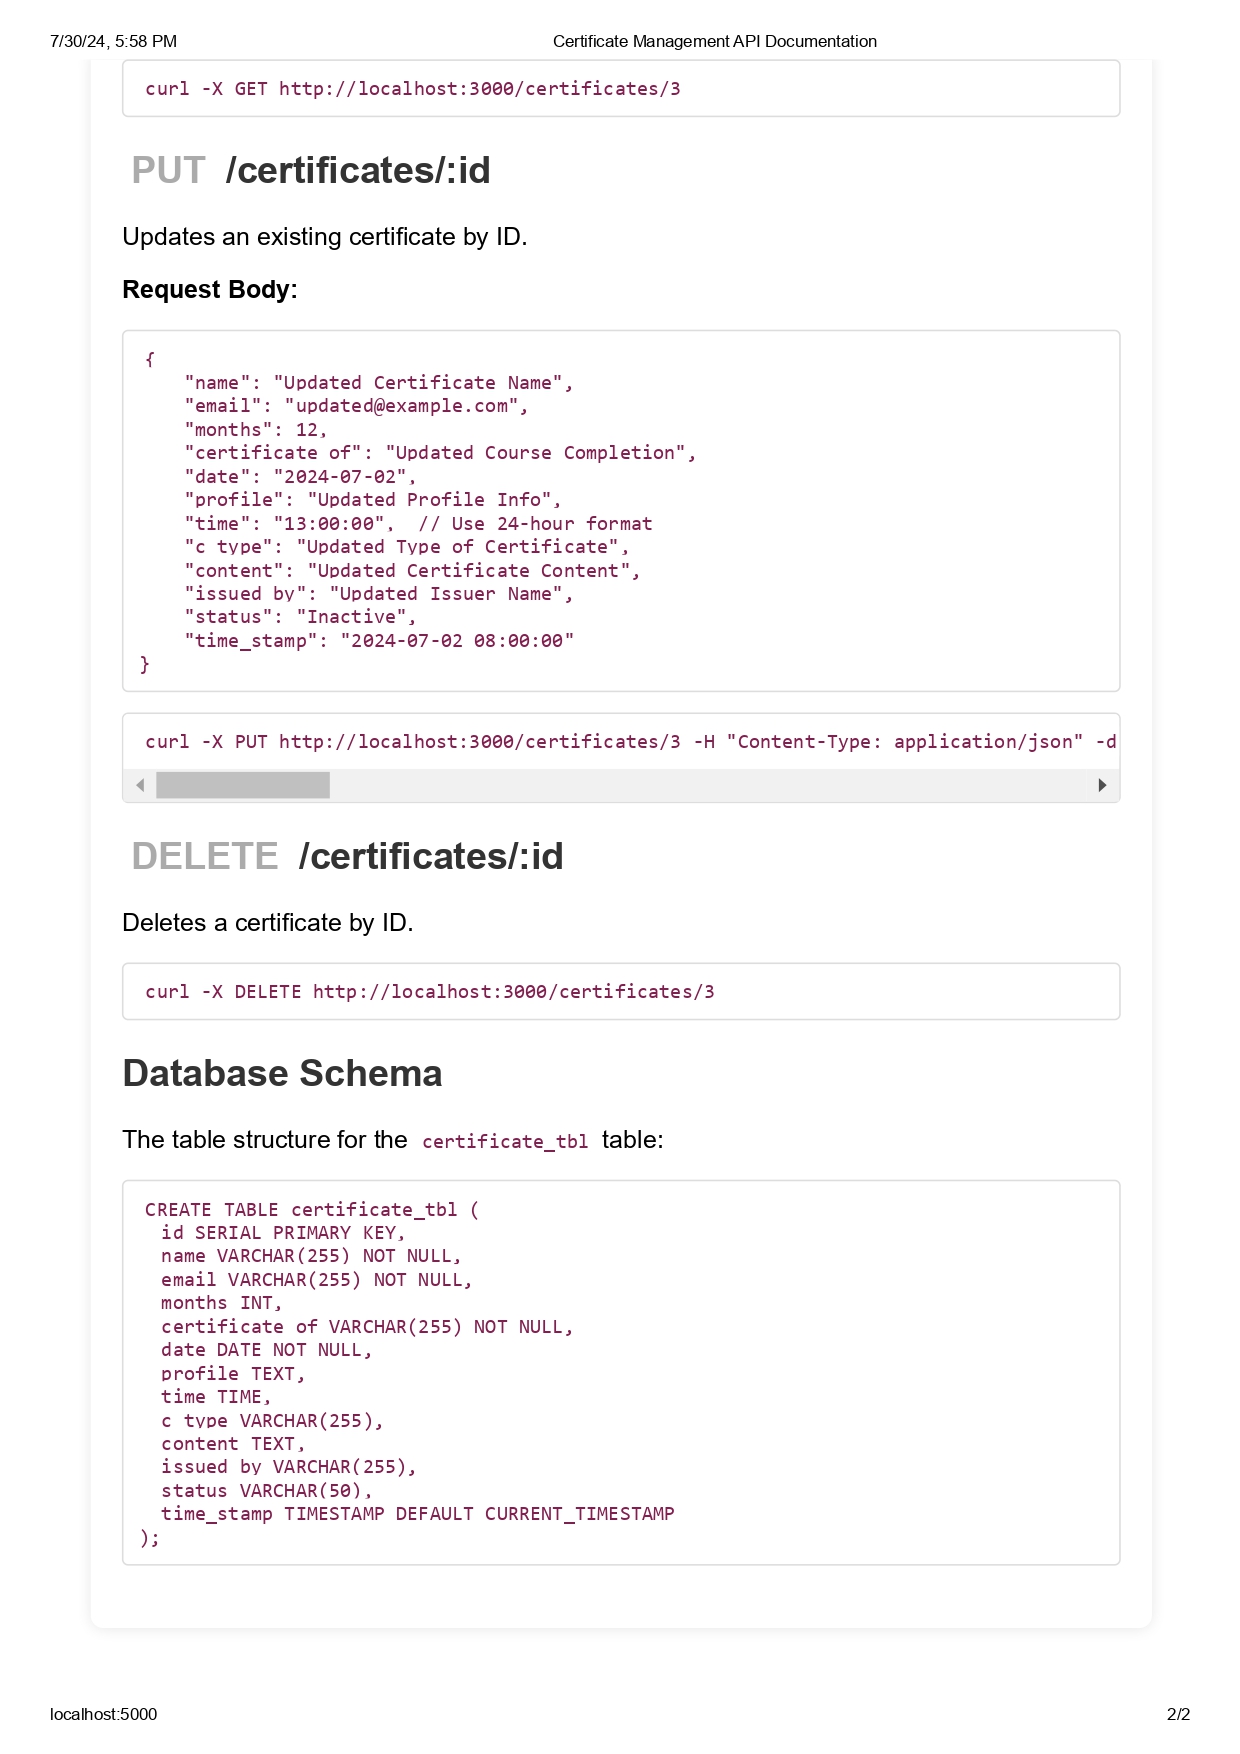 7/30/24, 5:58 PM Certificate Management API Documentation
curl -X GET http://localhost:3000/certificates/3
PUT /certificates/:id
Updates an existing certificate by ID.
Request Body:
{
    "name": "Updated Certificate Name",
    "email": "updated@example.com",
    "months": 12,
    "certificate of": "Updated Course Completion",
    "date": "2024-07-02",
    "profile": "Updated Profile Info",
    "time": "13:00:00",  // Use 24-hour format
    "c type": "Updated Type of Certificate",
    "content": "Updated Certificate Content",
    "issued by": "Updated Issuer Name",
    "status": "Inactive",
    "time_stamp": "2024-07-02 08:00:00"
}
curl -X PUT http://localhost:3000/certificates/3 -H "Content-Type: application/json" -d
DELETE /certificates/:id
Deletes a certificate by ID.
curl -X DELETE http://localhost:3000/certificates/3
Database Schema
The table structure for the certificate_tbl table:
CREATE TABLE certificate_tbl (
  id SERIAL PRIMARY KEY,
  name VARCHAR(255) NOT NULL,
  email VARCHAR(255) NOT NULL,
  months INT,
  certificate of VARCHAR(255) NOT NULL,
  date DATE NOT NULL,
  profile TEXT,
  time TIME,
  c type VARCHAR(255),
  content TEXT,
  issued by VARCHAR(255),
  status VARCHAR(50),
  time_stamp TIMESTAMP DEFAULT CURRENT_TIMESTAMP
);
localhost:5000 2/2